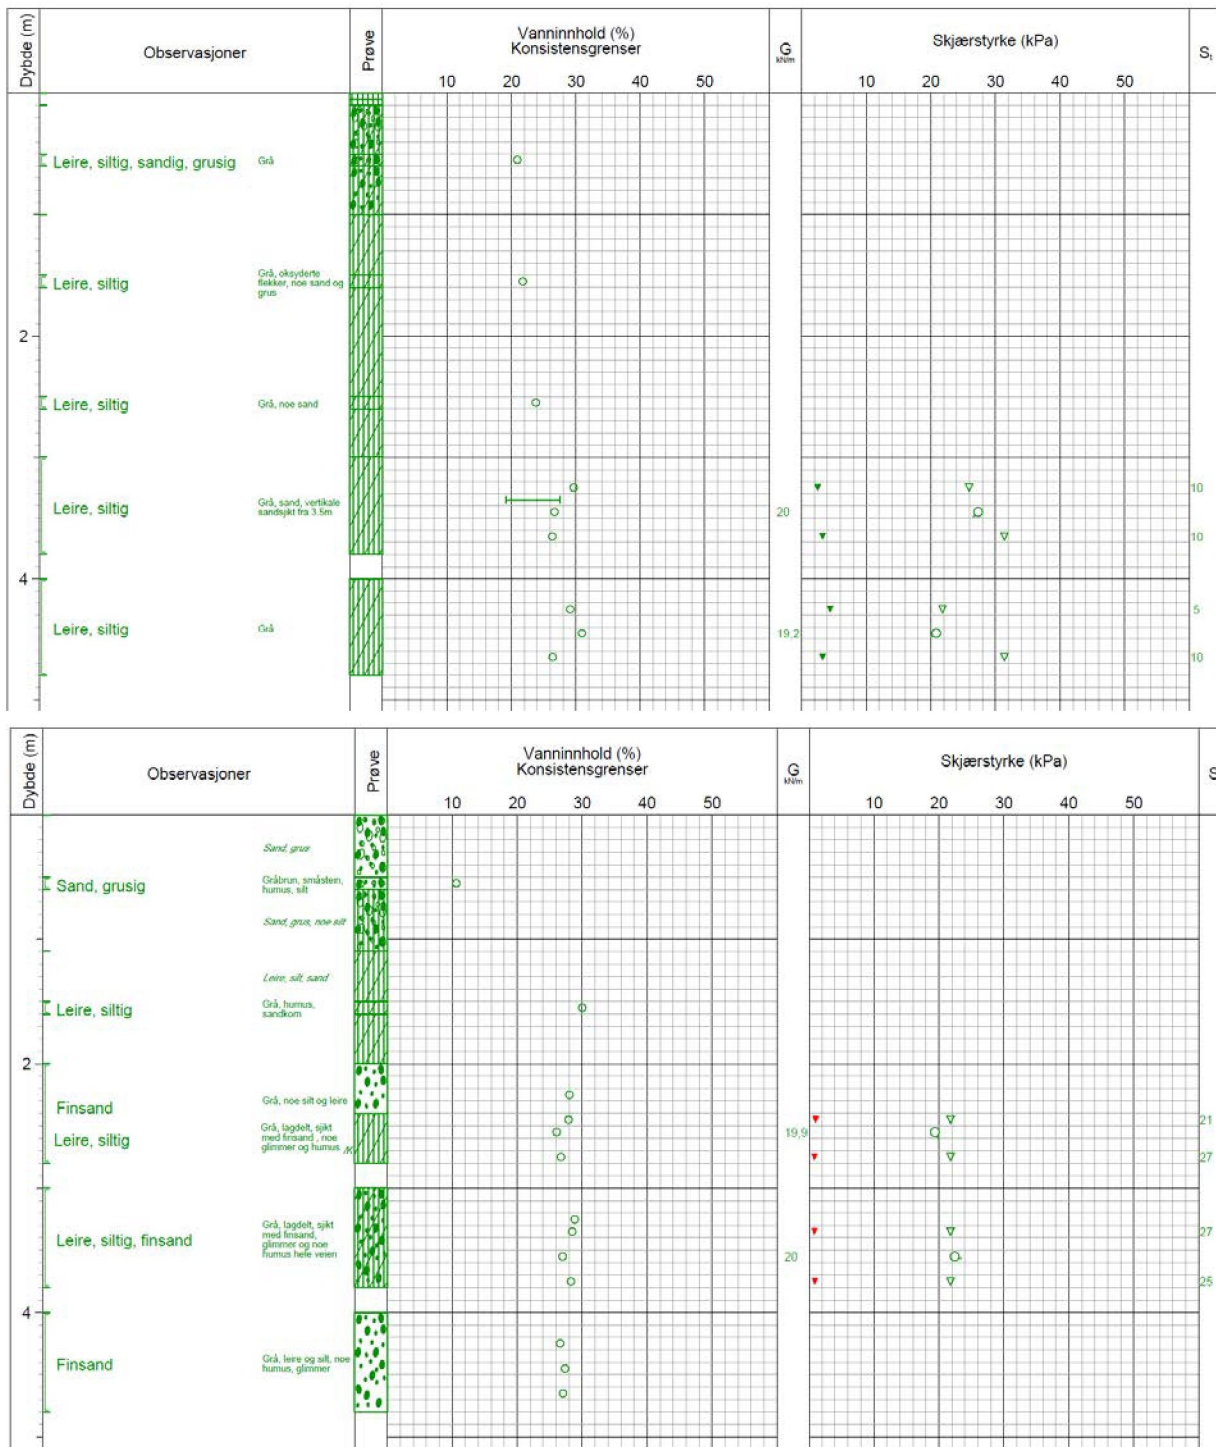 Dybde (m)
Observasjoner
Prøve
Vanninnhold (%)
Konsistensgrenser
10 20 30 40 50
G
kN/m
Skjærstyrke (kPa)
10 20 30 40 50
St
Leire, siltig, sandig, grusig Grå
Leire, siltig
Grå, oksyderte
flekker, noe sand og
grus
2
Leire, siltig Grå, noe sand
10
Leire, siltig
Grå, sand, vertikale
sandsjikt fra 3.5m
20
10
4
5
Leire, siltig Grå
19,2
10
Dybde (m)
Observasjoner
Prøve
Vanninnhold (%)
Konsistensgrenser
10 20 30 40 50
G
kN/m
Skjærstyrke (kPa)
10 20 30 40 50
S
Sand, grus
Sand, grusig
Gråbrun, småstein,
humus, silt
Sand, grus, noe silt
Leire, silt, sand
Leire, siltig
Grå, humus,
sandkorn
2
Finsand
Grå, noe silt og leire
21
Leire, siltig
Grå, lagdelt, sjikt
med finsand , noe
glimmer og humus /K
19,9
27
27
Leire, siltig, finsand
Grå, lagdelt, sjikt
med finsand,
glimmer og noe
humus hele veien
20
25
4
Finsand
Grå, leire og silt, noe
humus, glimmer